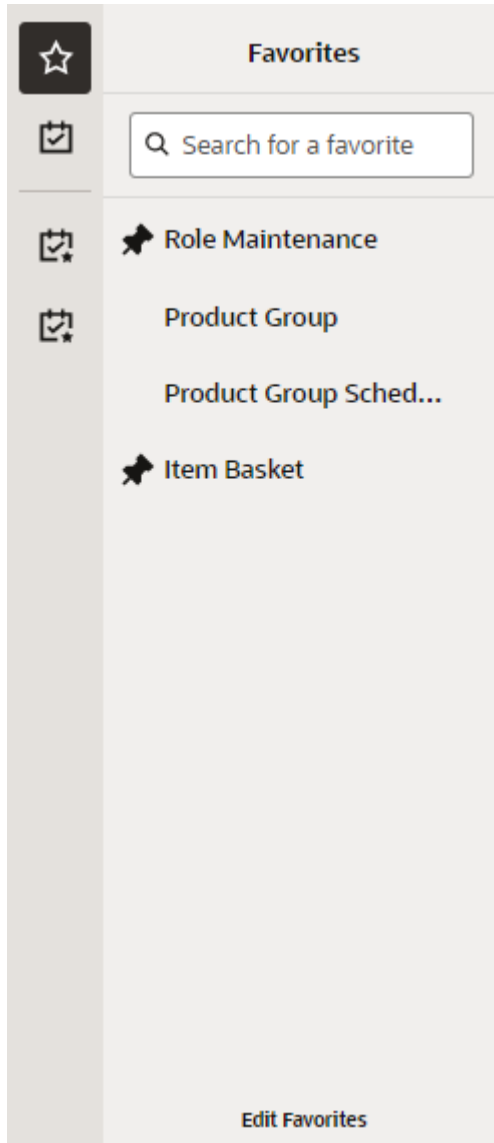 Favorites
Search for a favorite
Role Maintenance
Product Group
Product Group Sched...
Item Basket
Edit Favorites